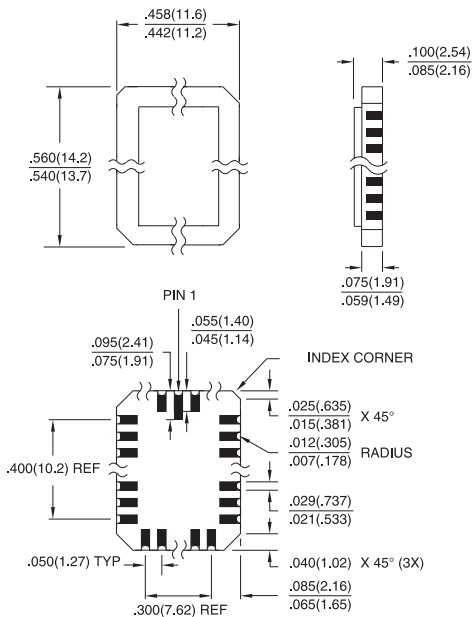 .458(11.6)
.442(11.2)
.100(2.54)
.085(2.16)
.560(14.2)
.540(13.7)
.075(1.91)
.059(1.49)
PIN 1
.055(1.40)
.045(1.14)
.095(2.41)
.075(1.91)
INDEX CORNER
.025(.635)
.015(.381)
X 45°
.012(.305)
.007(.178)
RADIUS
.400(10.2) REF
.029(.737)
.021(.533)
.050(1.27) TYP
.040(1.02) X 45° (3X)
.085(2.16)
.065(1.65)
.300(7.62) REF